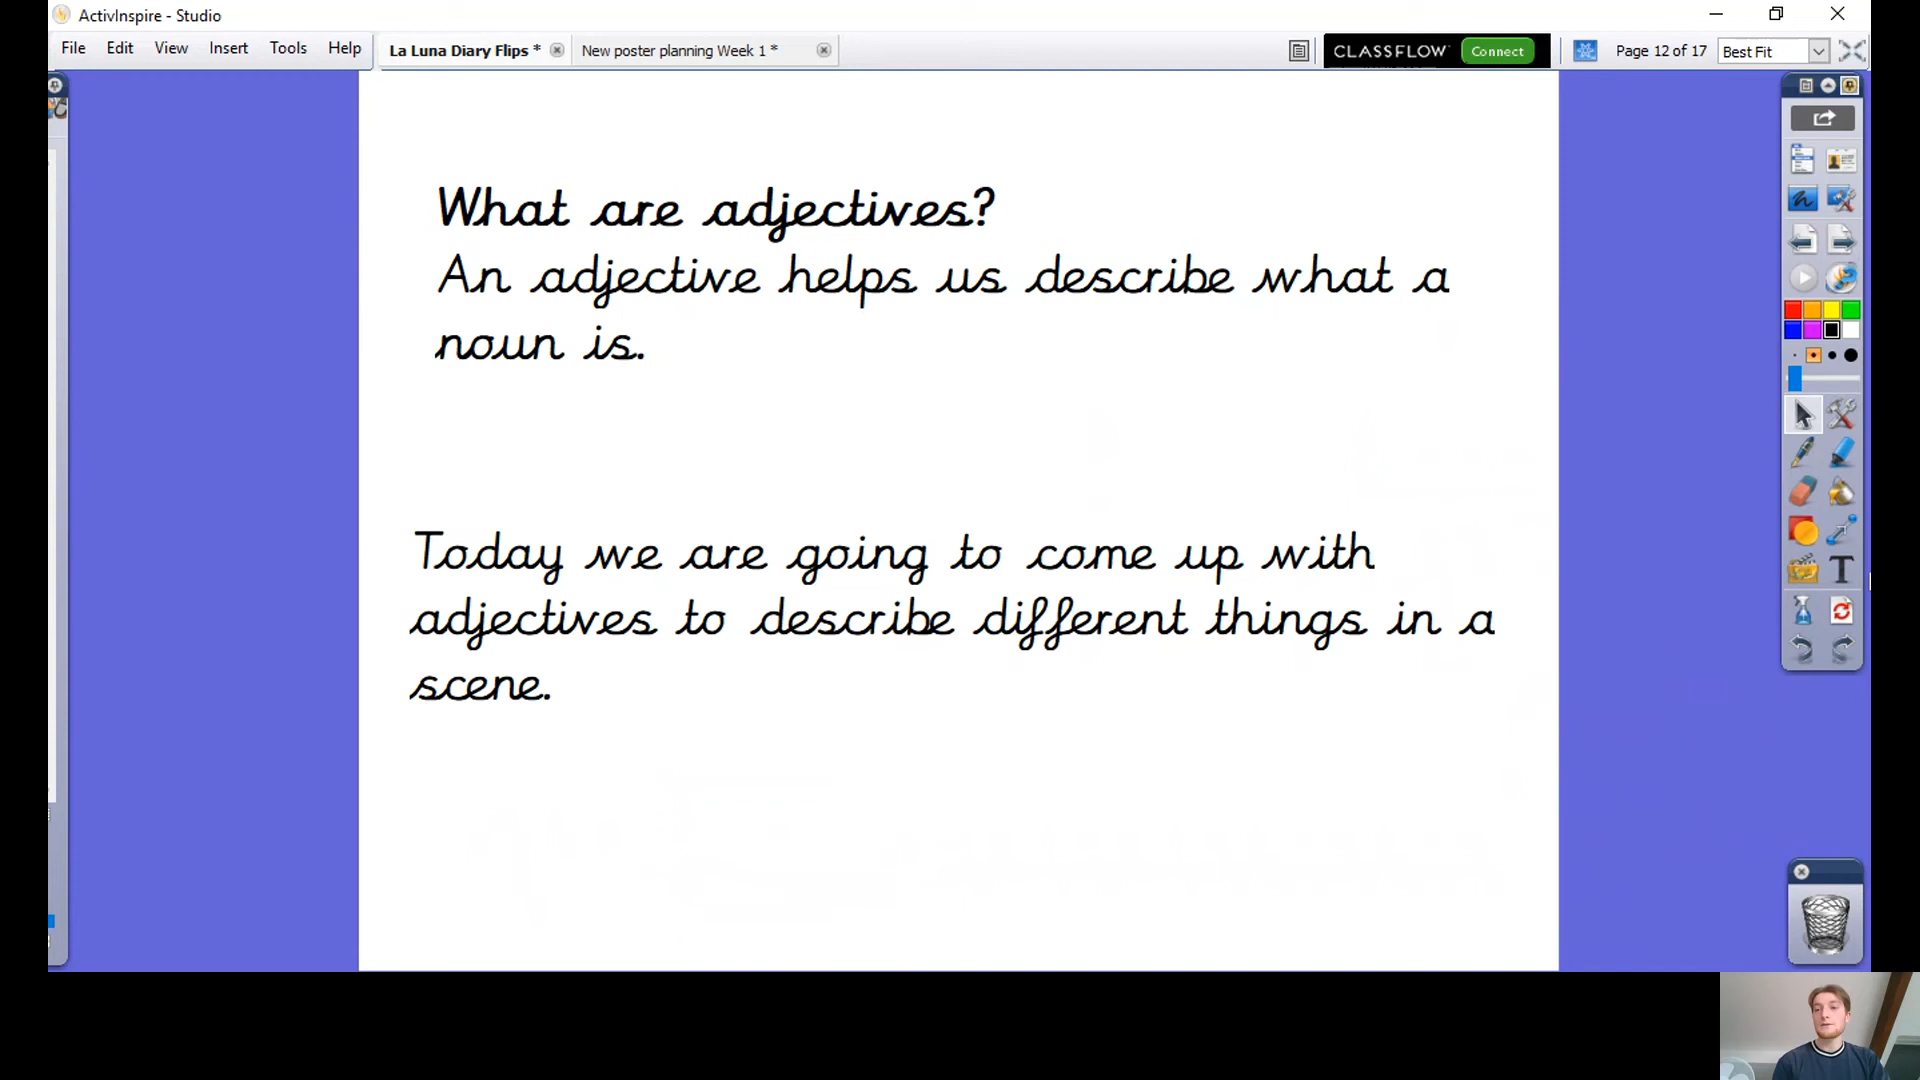 ActivInspire - Studio
File Edit View Insert Tools Help
La Luna Diary Flips *
New poster planning Week 1 *
CLASSFLOW Connect
Page 12 of 17
Best Fit
What are adjectives?
An adjective helps us describe what a
noun is.
Today we are going to come up with
adjectives to describe different things in a
scene.